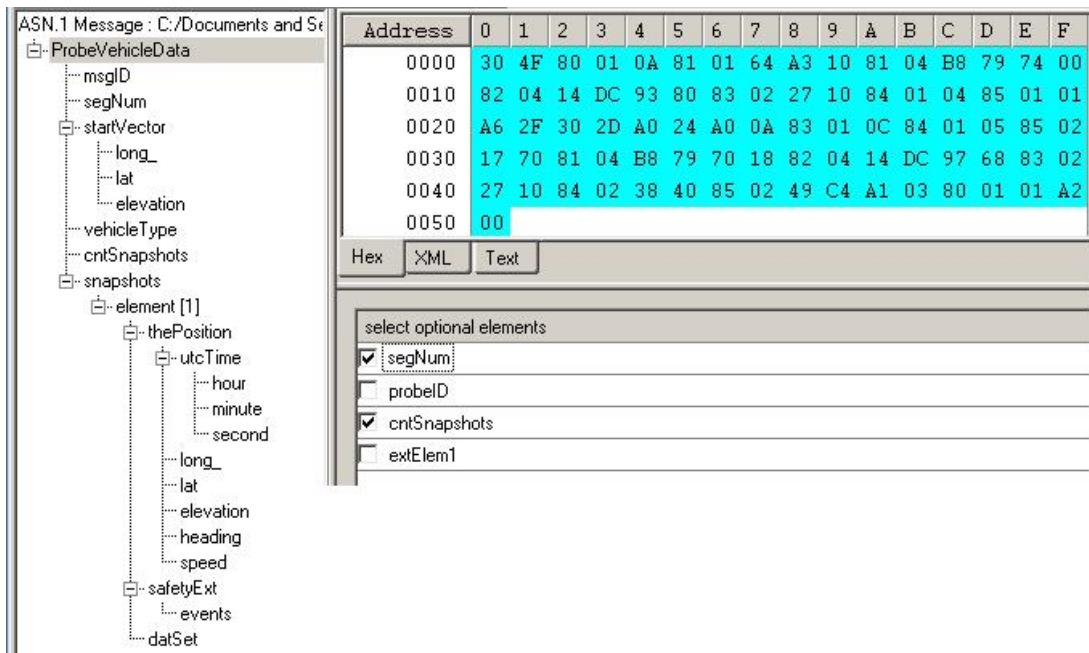 ASN.1 Message : C:/Documents and Se
ProbeVehicleData
msgID
segNum
startVector
long_
lat
elevation
vehicleType
cntSnapshots
snapshots
element [1]
thePosition
utcTime
hour
minute
second
long_
lat
elevation
heading
speed
safetyExt
events
datSet
Address 0 1 2 3 4 5 6 7 8 9 A B C D E F
0000 30 4F 80 01 0A 81 01 64 A3 10 81 04 B8 79 74 00
0010 82 04 14 DC 93 80 83 02 27 10 84 01 04 85 01 01
0020 A6 2F 30 2D A0 24 A0 0A 83 01 0C 84 01 05 85 02
0030 17 70 81 04 B8 79 70 18 82 04 14 DC 97 68 83 02
0040 27 10 84 02 38 40 85 02 49 C4 A1 03 80 01 01 A2
0050 00
Hex XML Text
select optional elements
segNum
probeID
cntSnapshots
extElem1